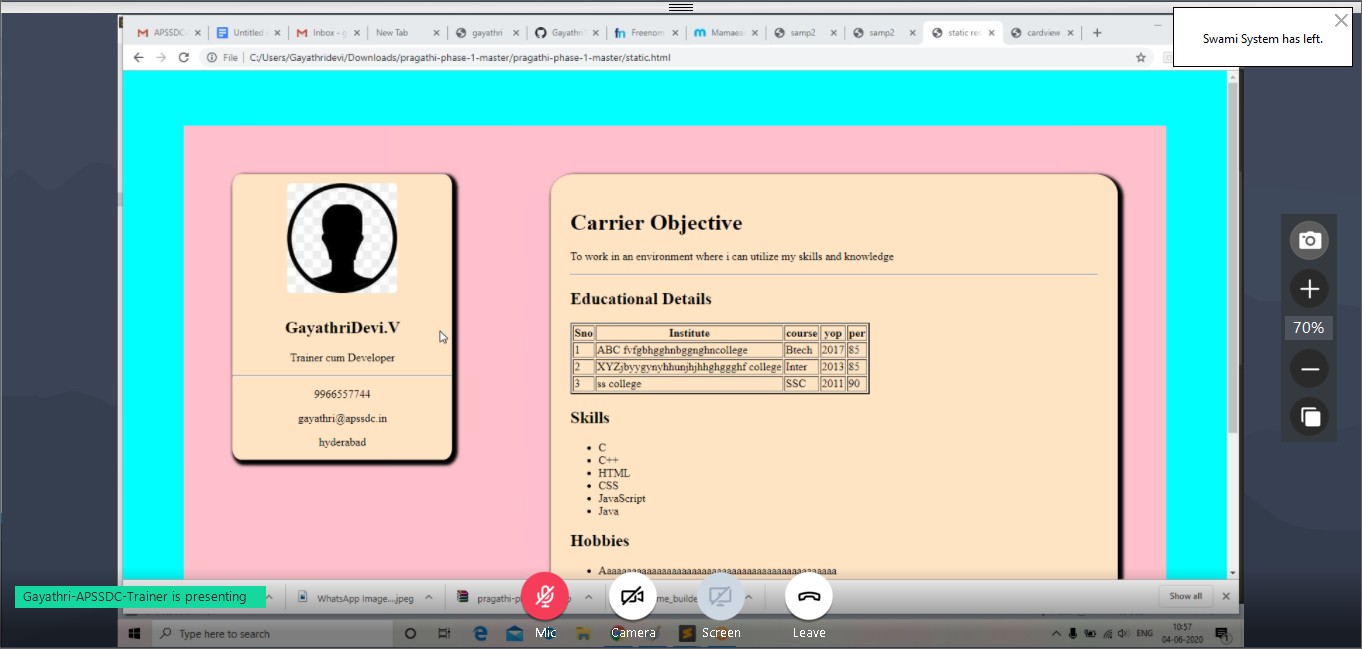 APSSDC-
Untitled
Inbox - g
New Tab
gayathri
Gayathri
Freenom
Mamaea
samp2
samp2
static res
cardview
Swami System has left.
File
C:/Users/Gayathridevi/Downloads/pragathi-phase-1-master/pragathi-phase-1-master/static.html
GayathriDevi.V
Trainer cum Developer
9966557744
gayathri@apssdc.in
hyderabad
Carrier Objective
To work in an environment where i can utilize my skills and knowledge
Educational Details
Sno Institute course yop per
1 ABC fvfgbhgghnbggnghncollege Btech 2017 85
2 XYZjbyygynyhhunjhjhhghggghf college Inter 2013 85
3 ss college SSC 2011 90
Skills
C
C++
HTML
CSS
JavaScript
Java
Hobbies
70%
Gayathri-APSSDC-Trainer is presenting
WhatsApp Image....jpeg
pragathi-p
me_builde
Show all
Type here to search
Mic
Camera
Screen
Leave
ENG
10:57
04-06-2020
1